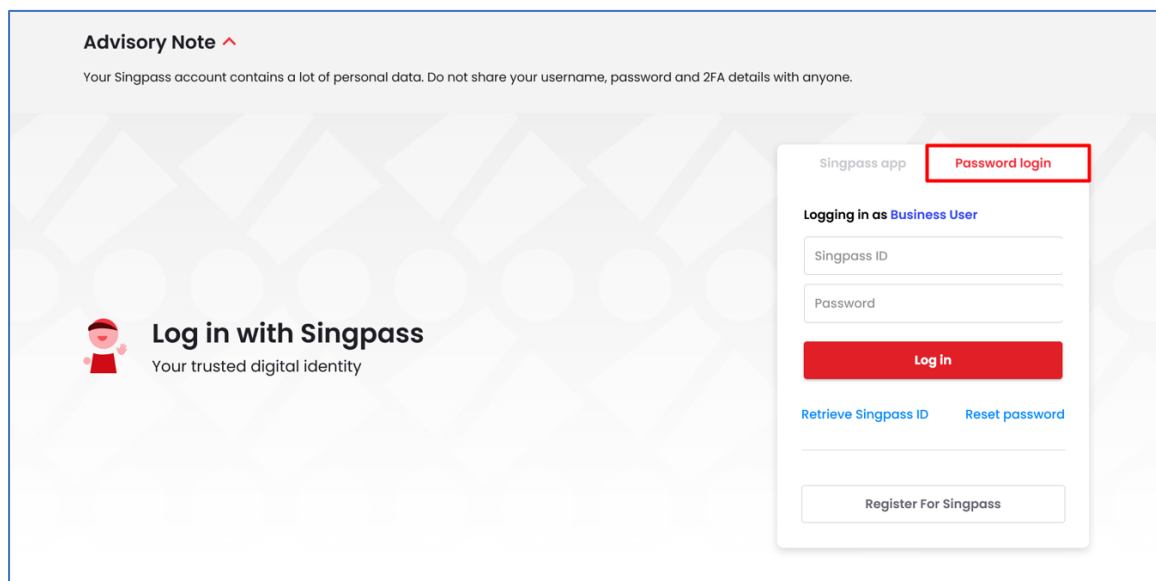 Advisory Note
Your Singpass account contains a lot of personal data. Do not share your username, password and 2FA details with anyone.
Singpass app
Password login
Logging in as Business User
Singpass ID
Password
Log in with Singpass
Your trusted digital identity
Log in
Retrieve Singpass ID
Reset password
Register For Singpass